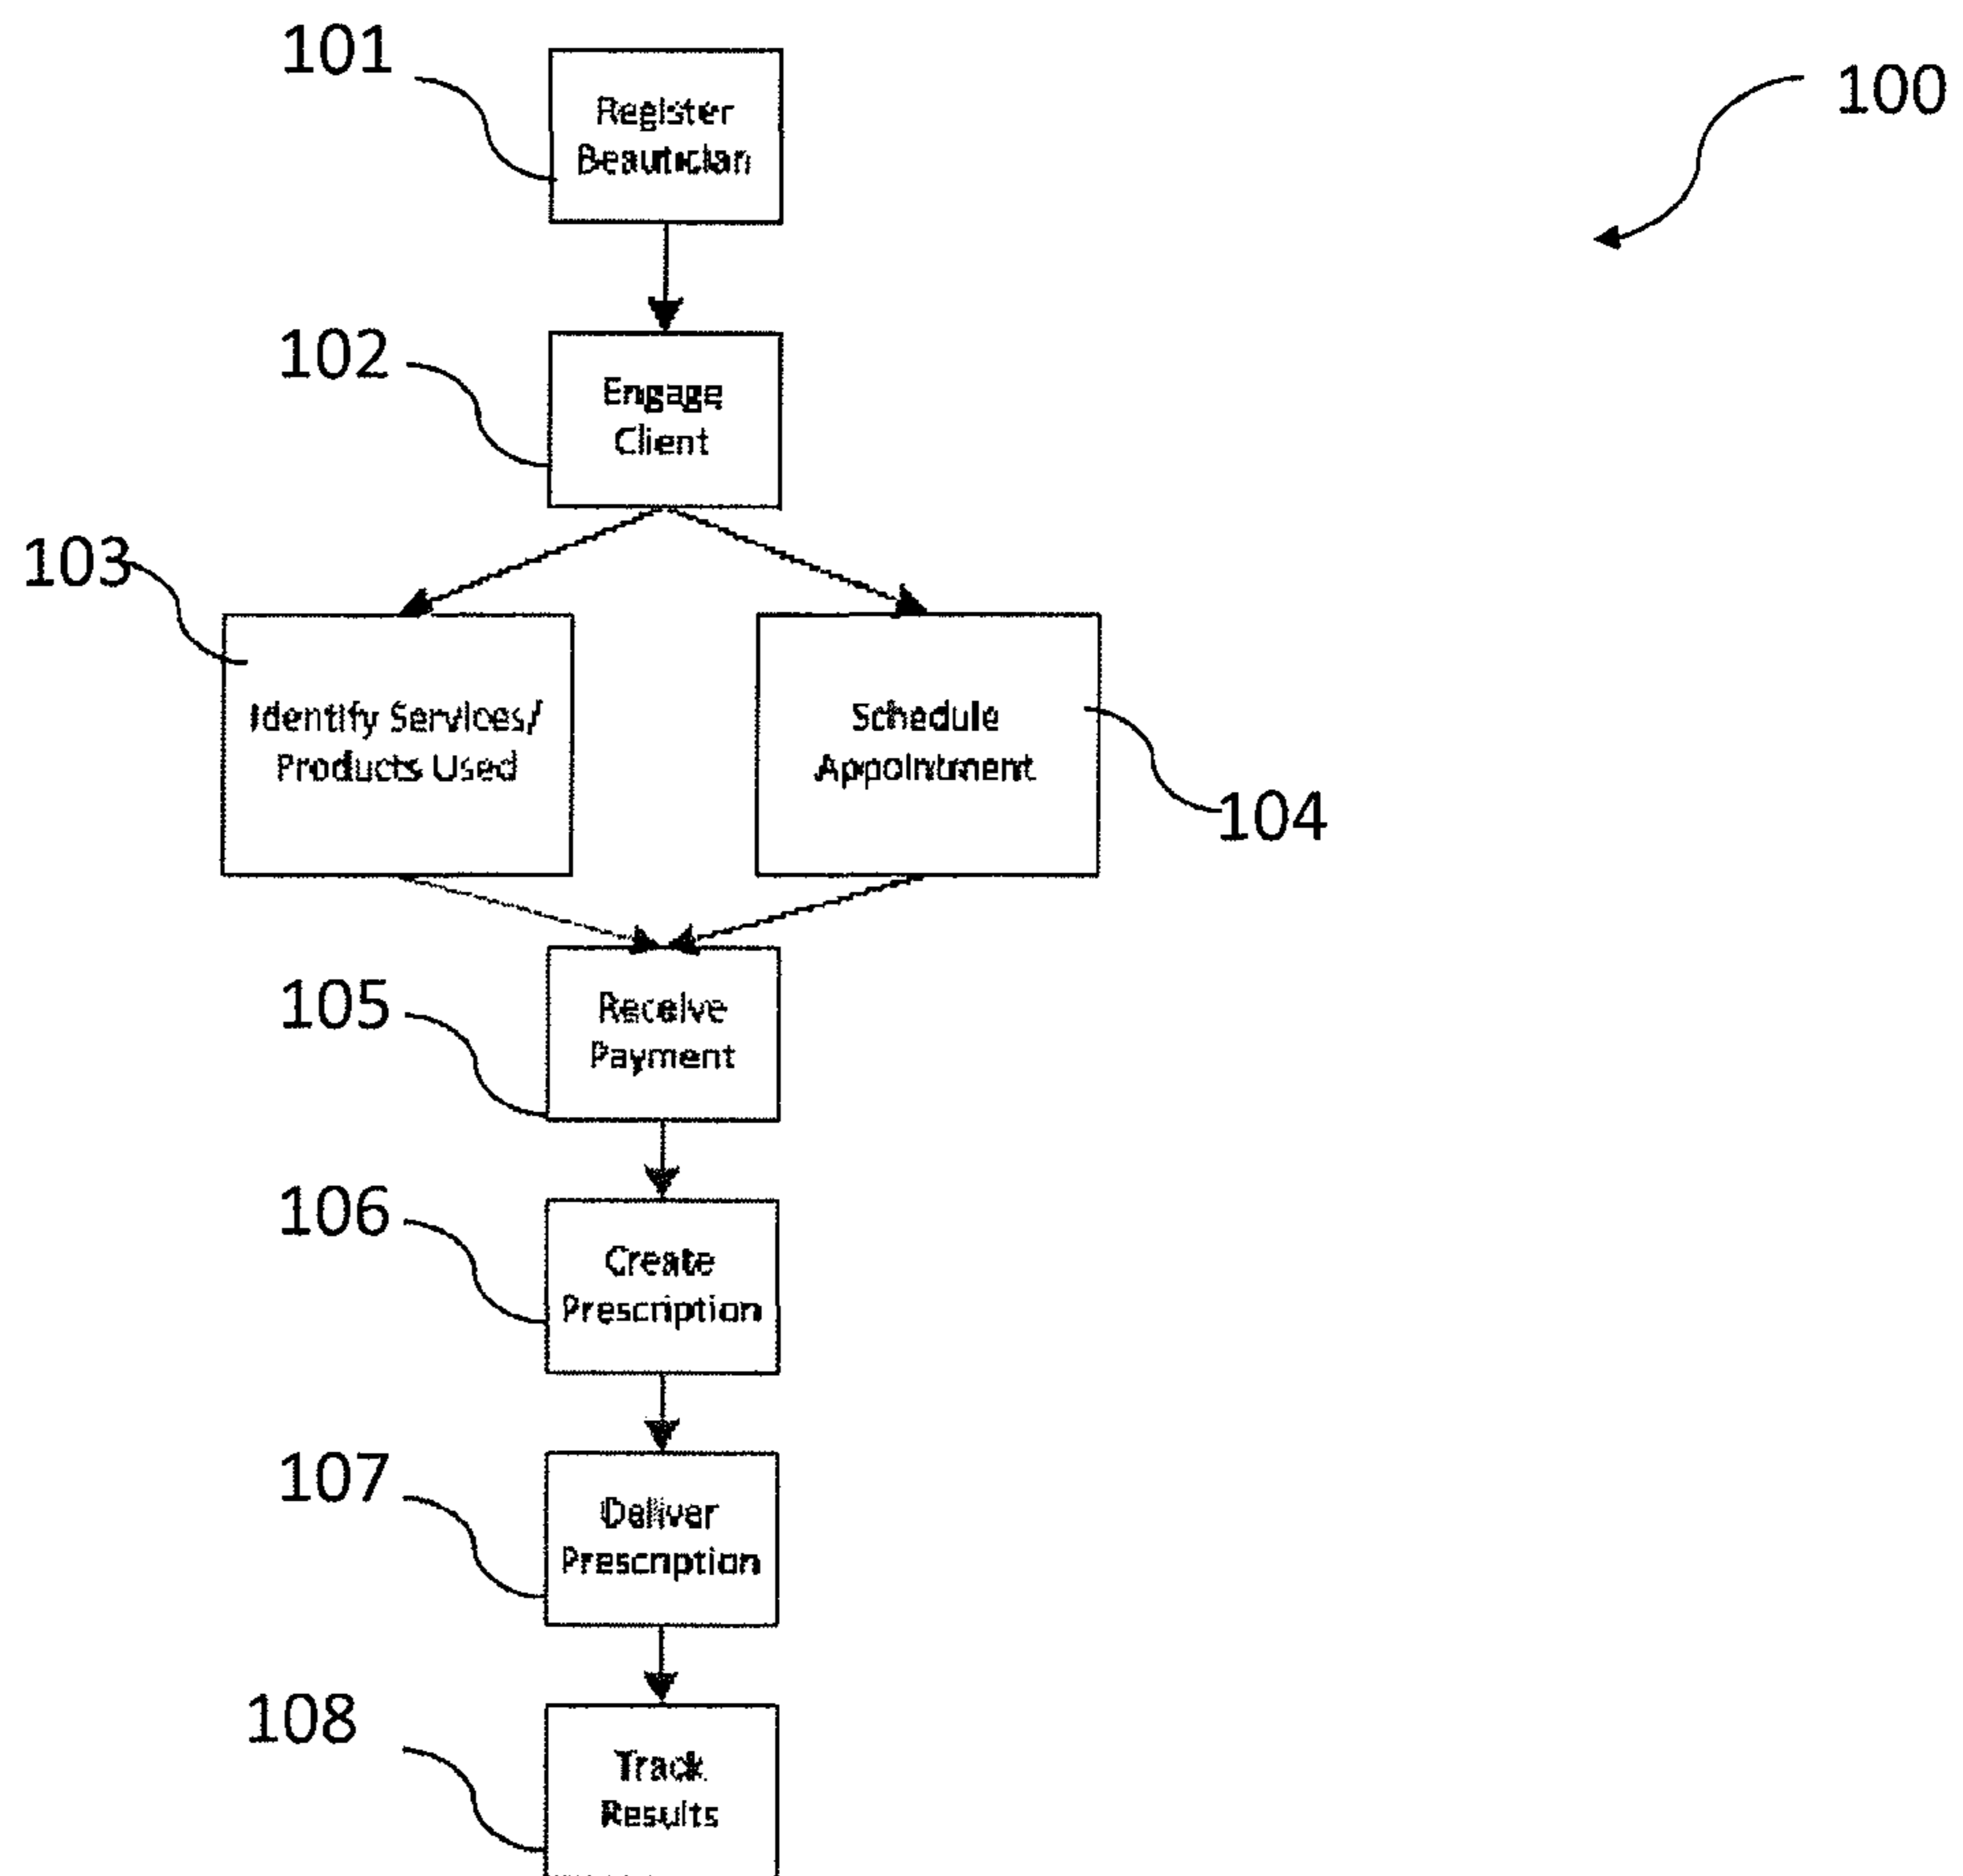 101
Register
Beautician
100
102
Engage
Client
103
Identify Services/
Products Used
Schedule
Appointment
104
105
Receive
Payment
106
Create
Prescription
107
Deliver
Prescription
108
Track
Results